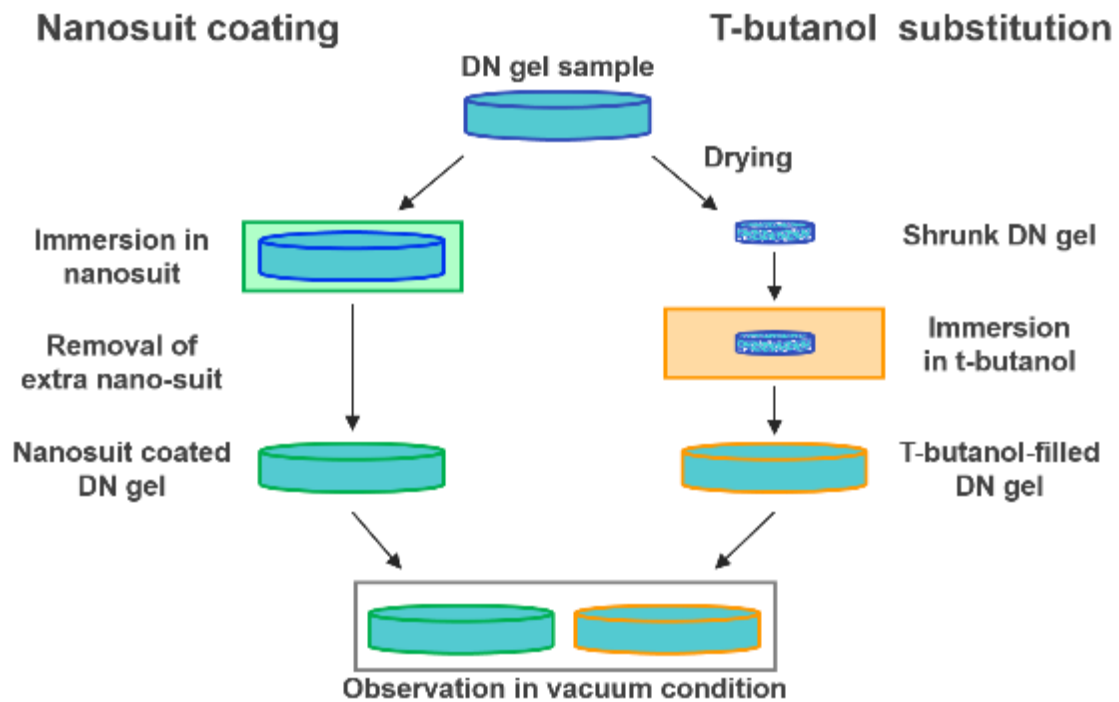 Nanosuit coating
T-butanol substitution
DN gel sample
Drying
Immersion in
nanosuit
Shrunk DN gel
Removal of
extra nano-suit
Immersion
in t-butanol
Nanosuit coated
DN gel
T-butanol-filled
DN gel
Observation in vacuum condition